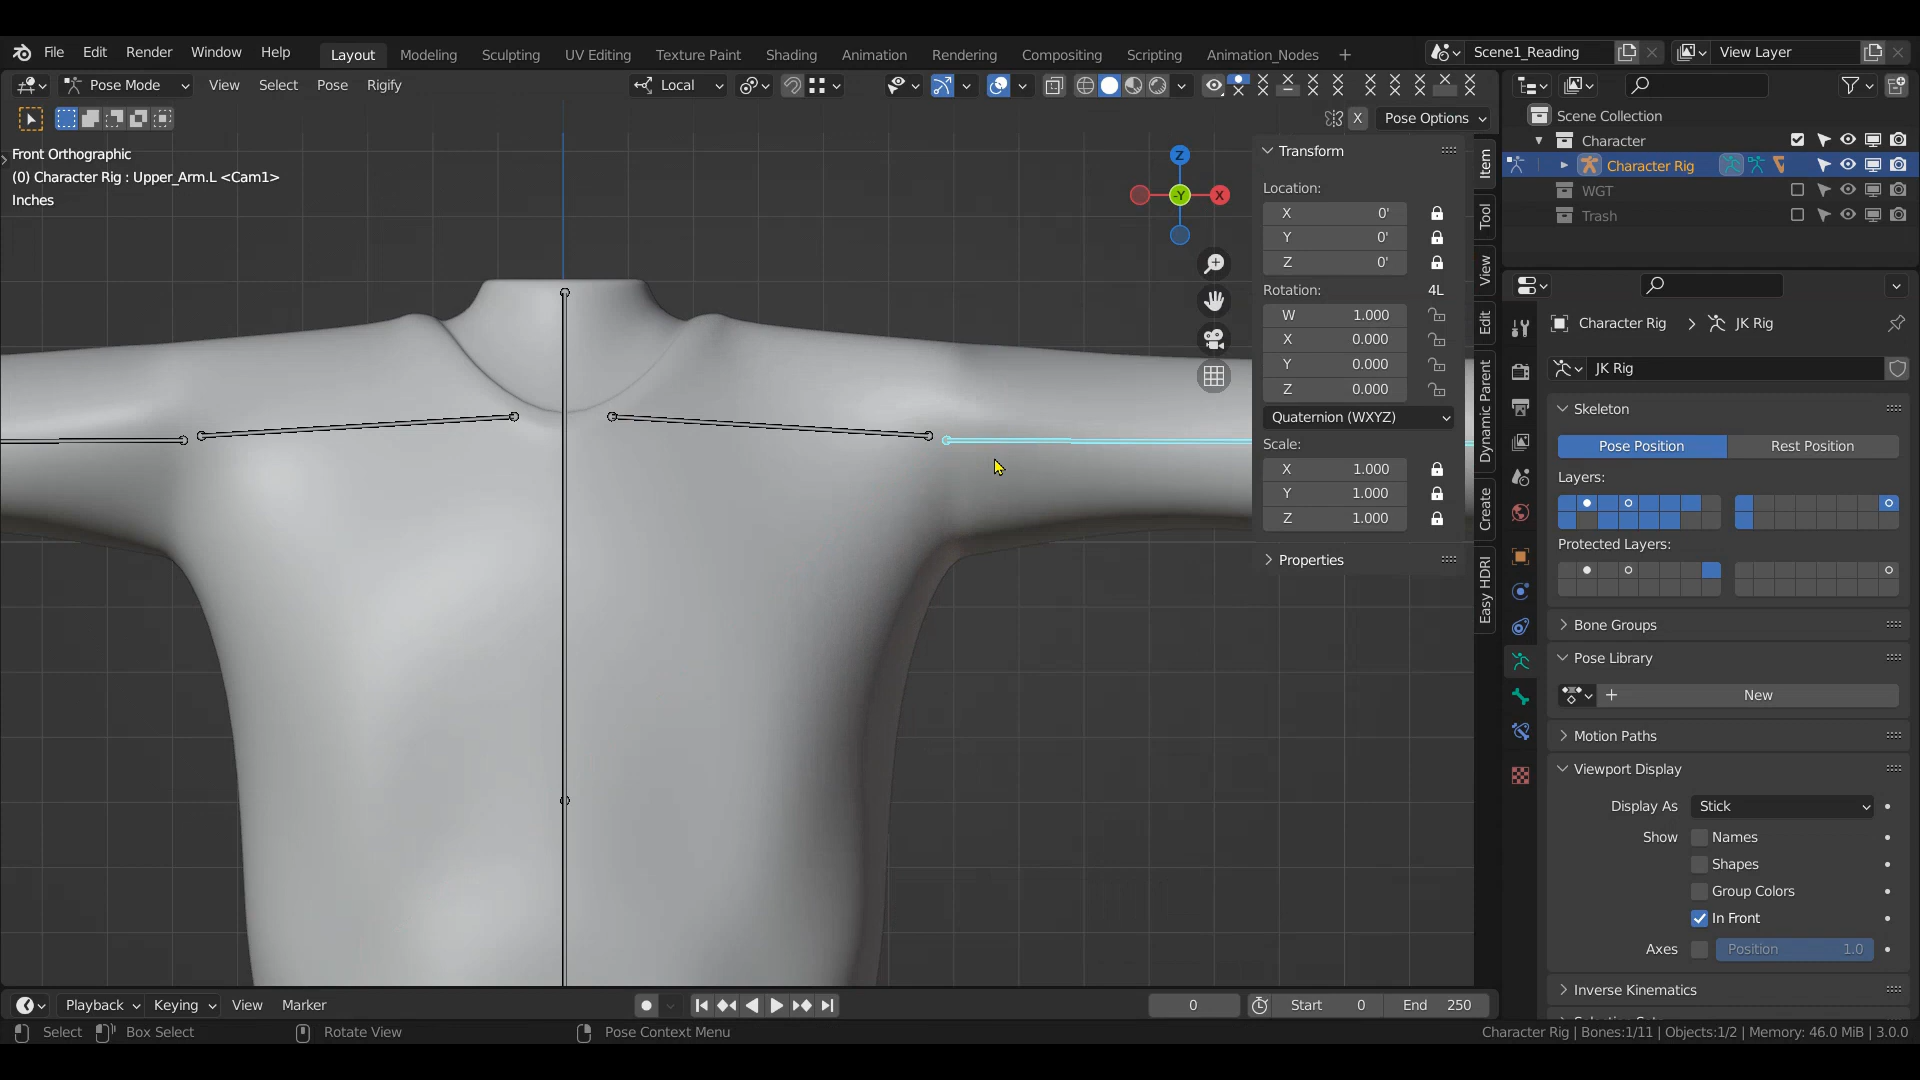 File Edit Render Window Help Layout Modeling Sculpting UV Editing Texture Paint Shading Animation Rendering Compositing Scripting Animation_Nodes + Scene1_Reading View Layer
Pose Mode View Select Pose Rigify Local
X Pose Options
Front Orthographic
(0) Character Rig : Upper_Arm.L <Cam1>
Inches
Z
-Y
X
Transform
Location:
X 0'
Y 0'
Z 0'
Rotation: 4L
W 1.000
X 0.000
Y 0.000
Z 0.000
Quaternion (WXYZ)
Scale:
X 1.000
Y 1.000
Z 1.000
Properties
Item
Tool
View
Edit
Dynamic Parent
Create
Easy HDRI
Scene Collection
Character
Character Rig
WGT
Trash
Character Rig > JK Rig
JK Rig
Skeleton
Pose Position Rest Position
Layers:
Protected Layers:
Bone Groups
Pose Library
+ New
Motion Paths
Viewport Display
Display As Stick
Show Names
Shapes
Group Colors
In Front
Axes Position 1.0
Inverse Kinematics
Playback Keying View Marker 0 Start 0 End 250
Select Box Select Rotate View Pose Context Menu Character Rig | Bones:1/11 | Objects:1/2 | Memory: 46.0 MiB | 3.0.0